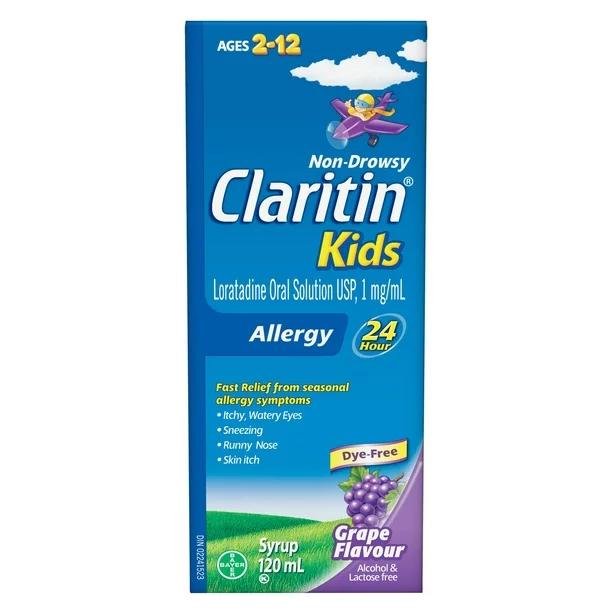 AGES 2-12
Non-Drowsy
Claritin®
Kids
Loratadine Oral Solution USP, 1 mg/mL
Allergy
24
Hour
Fast Relief from seasonal
allergy symptoms
• Itchy, Watery Eyes
• Sneezing
• Runny Nose
• Skin itch
Dye-Free
Grape
Flavour
Alcohol &
Lactose free
Syrup
120 mL
BAYER
BAYER
DIN 02241523